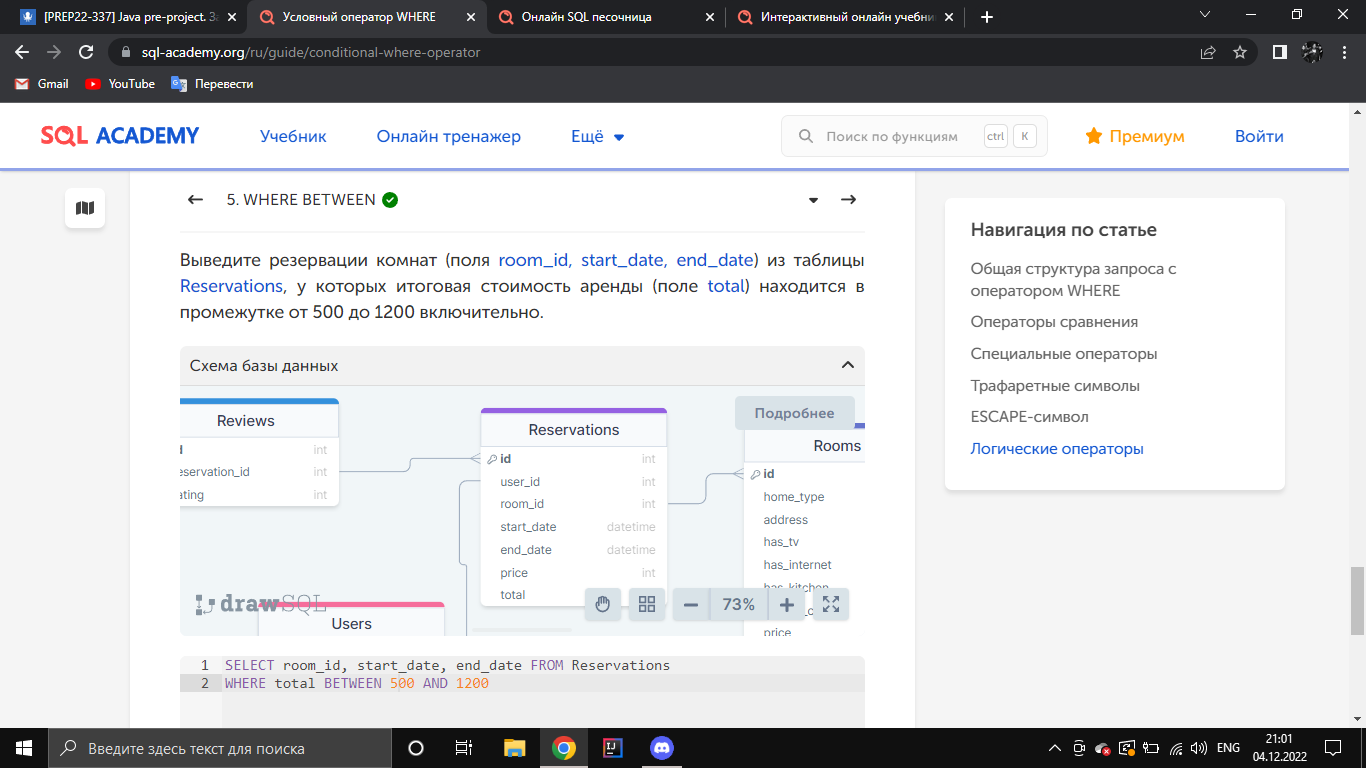 [PREP22-337] Java pre-project. За
Условный оператор WHERE
Онлайн SQL песочница
Интерактивный онлайн учебни
sql-academy.org/ru/guide/conditional-where-operator
Gmail
YouTube
Перевести
SQL ACADEMY
Учебник
Онлайн тренажер
Ещё
Поиск по функциям
ctrl
K
Премиум
Войти
5. WHERE BETWEEN
Выведите резервации комнат (поля room_id, start_date, end_date) из таблицы
Reservations, у которых итоговая стоимость аренды (поле total) находится в
промежутке от 500 до 1200 включительно.
Схема базы данных
Подробнее
Reviews
d int
eservation_id int
ating int
Reservations
id int
user_id int
room_id int
start_date datetime
end_date datetime
price int
total
Rooms
id
home_type
address
has_tv
has_internet
has_kitchen
price
drawSQL
Users
73%
1 SELECT room_id, start_date, end_date FROM Reservations
2 WHERE total BETWEEN 500 AND 1200
Навигация по статье
Общая структура запроса с
оператором WHERE
Операторы сравнения
Специальные операторы
Трафаретные символы
ESCAPE-символ
Логические операторы
Введите здесь текст для поиска
ENG
21:01
04.12.2022